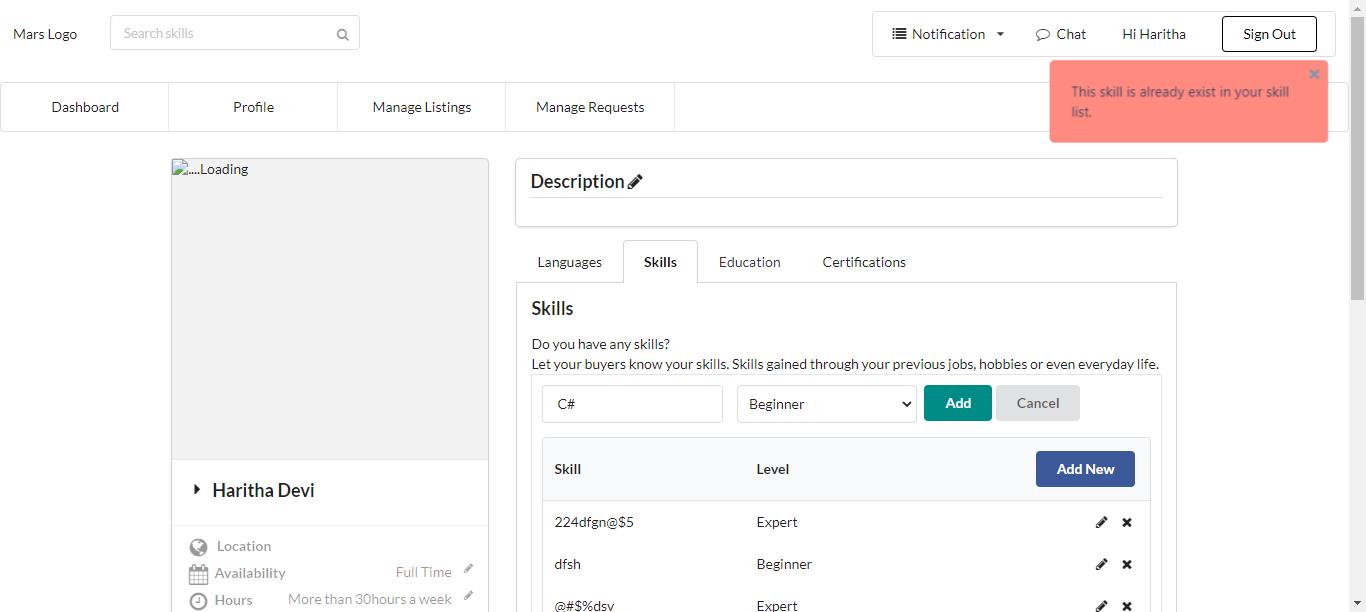 Mars Logo
Search skills
Notification
Chat
Hi Haritha
Sign Out
This skill is already exist in your skill
list.
Dashboard
Profile
Manage Listings
Manage Requests
....Loading
Description
Languages
Skills
Education
Certifications
Skills
Do you have any skills?
Let your buyers know your skills. Skills gained through your previous jobs, hobbies or even everyday life.
C#
Beginner
Add
Cancel
Skill
Level
Add New
224dfgn@$5
Expert
dfsh
Beginner
@#$%dsv
Expert
Haritha Devi
Location
Availability
Full Time
Hours
More than 30hours a week